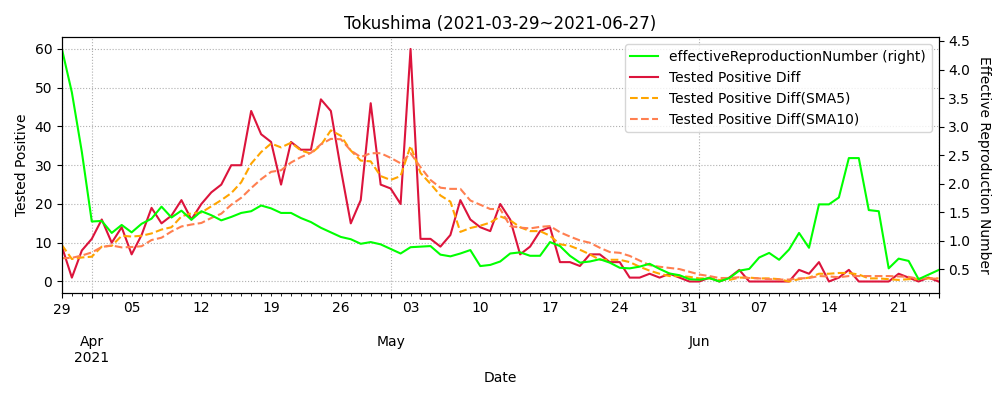 Tokushima (2021-03-29~2021-06-27)
effectiveReproductionNumber (right)
Tested Positive Diff
Tested Positive Diff(SMA5)
Tested Positive Diff(SMA10)
Tested Positive
60
50
40
30
20
10
0
4.5
4.0
3.5
3.0
2.5
2.0
1.5
1.0
0.5
Effective Reproduction Number
29 05 12 19 26 03 10 17 24 31 07 14 21
Apr May Jun
2021
Date